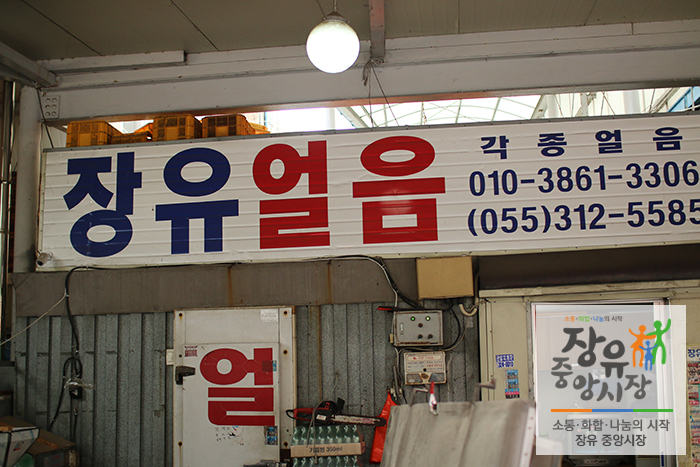 장유얼음
각종얼음
010-3861-3306
(055)312-5585
얼
소통·화합·나눔의 시작
장유
중앙시장
소통·화합·나눔의 시작
장유 중앙시장